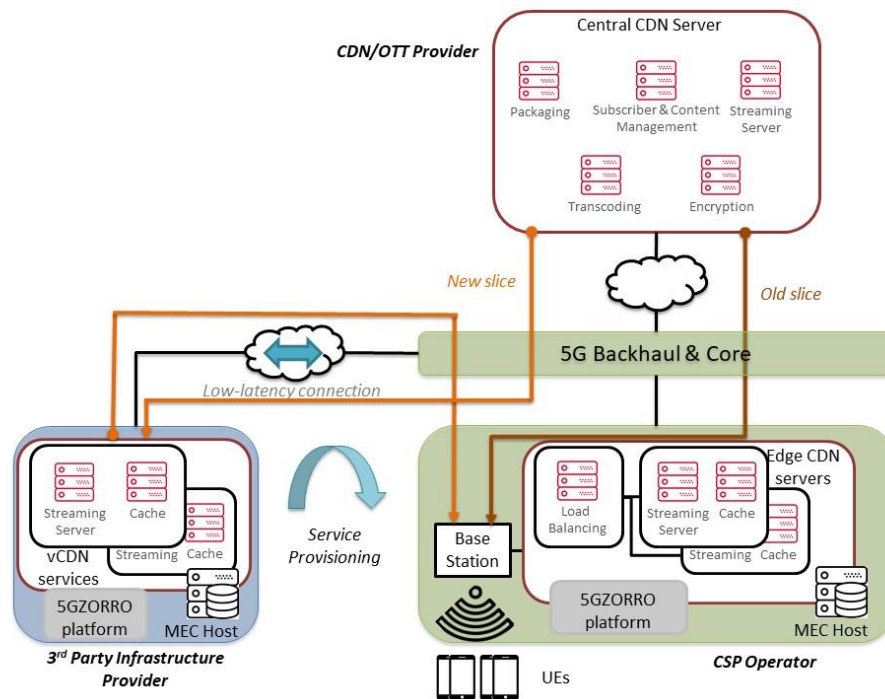 Central CDN Server
CDN/OTT Provider
Packaging
Subscriber & Content
Management
Streaming
Server
Transcoding
Encryption
New slice
Old slice
5G Backhaul & Core
Low-latency connection
Streaming
Server
Cache
Streaming
Cache
vCDN
services
5GZORRO
platform
MEC Host
3rd Party Infrastructure
Provider
Service
Provisioning
Edge CDN
servers
Load
Balancing
Streaming
Server
Cache
Streaming
Cache
Base
Station
5GZORRO
platform
MEC Host
UEs
CSP Operator